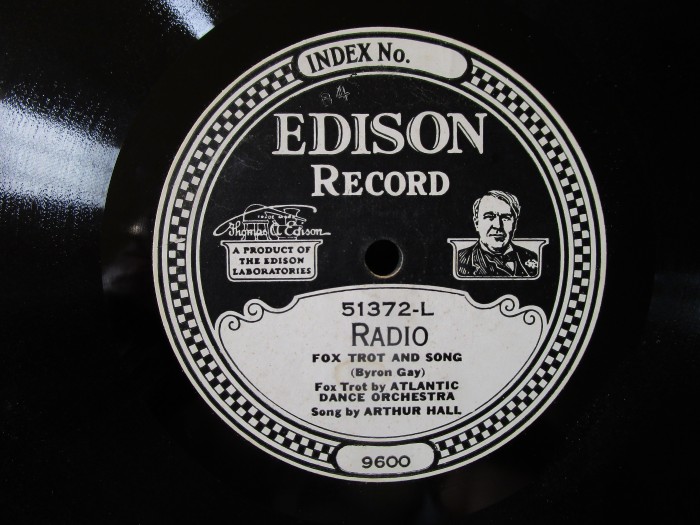 INDEX No.
84
EDISON
RECORD
TRADE MARK
Thomas A Edison
A PRODUCT OF
THE EDISON
LABORATORIES
51372-L
RADIO
FOX TROT AND SONG
(Byron Gay)
Fox Trot by ATLANTIC
DANCE ORCHESTRA
Song by ARTHUR HALL
9600